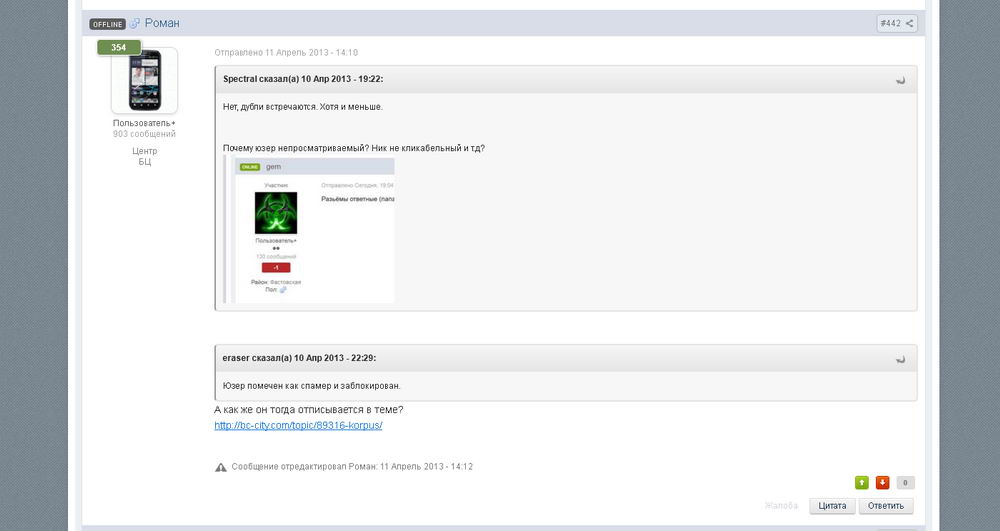 OFFLINE Роман #442
354
Пользователь+
903 сообщений
Центр
БЦ
Отправлено 11 Апрель 2013 - 14:10
Spectral сказал(а) 10 Апр 2013 - 19:22:
Нет, дубли встречаются. Хотя и меньше.
Почему юзер непросматриваемый? Ник не кликабельный и т.д?
ONLINE gem
Участник
Отправлено Сегодня, 19:04
Разъёмы ответные (папа
Пользователь+
130 сообщений
-1
Район: Фастовская
Пол:
eraser сказал(а) 10 Апр 2013 - 22:29:
Юзер помечен как спамер и заблокирован.
А как же он тогда отписывается в теме?
http://bc-city.com/topic/89316-korpus/
Сообщение отредактировал Роман: 11 Апрель 2013 - 14:12
0
Жалоба Цитата Ответить